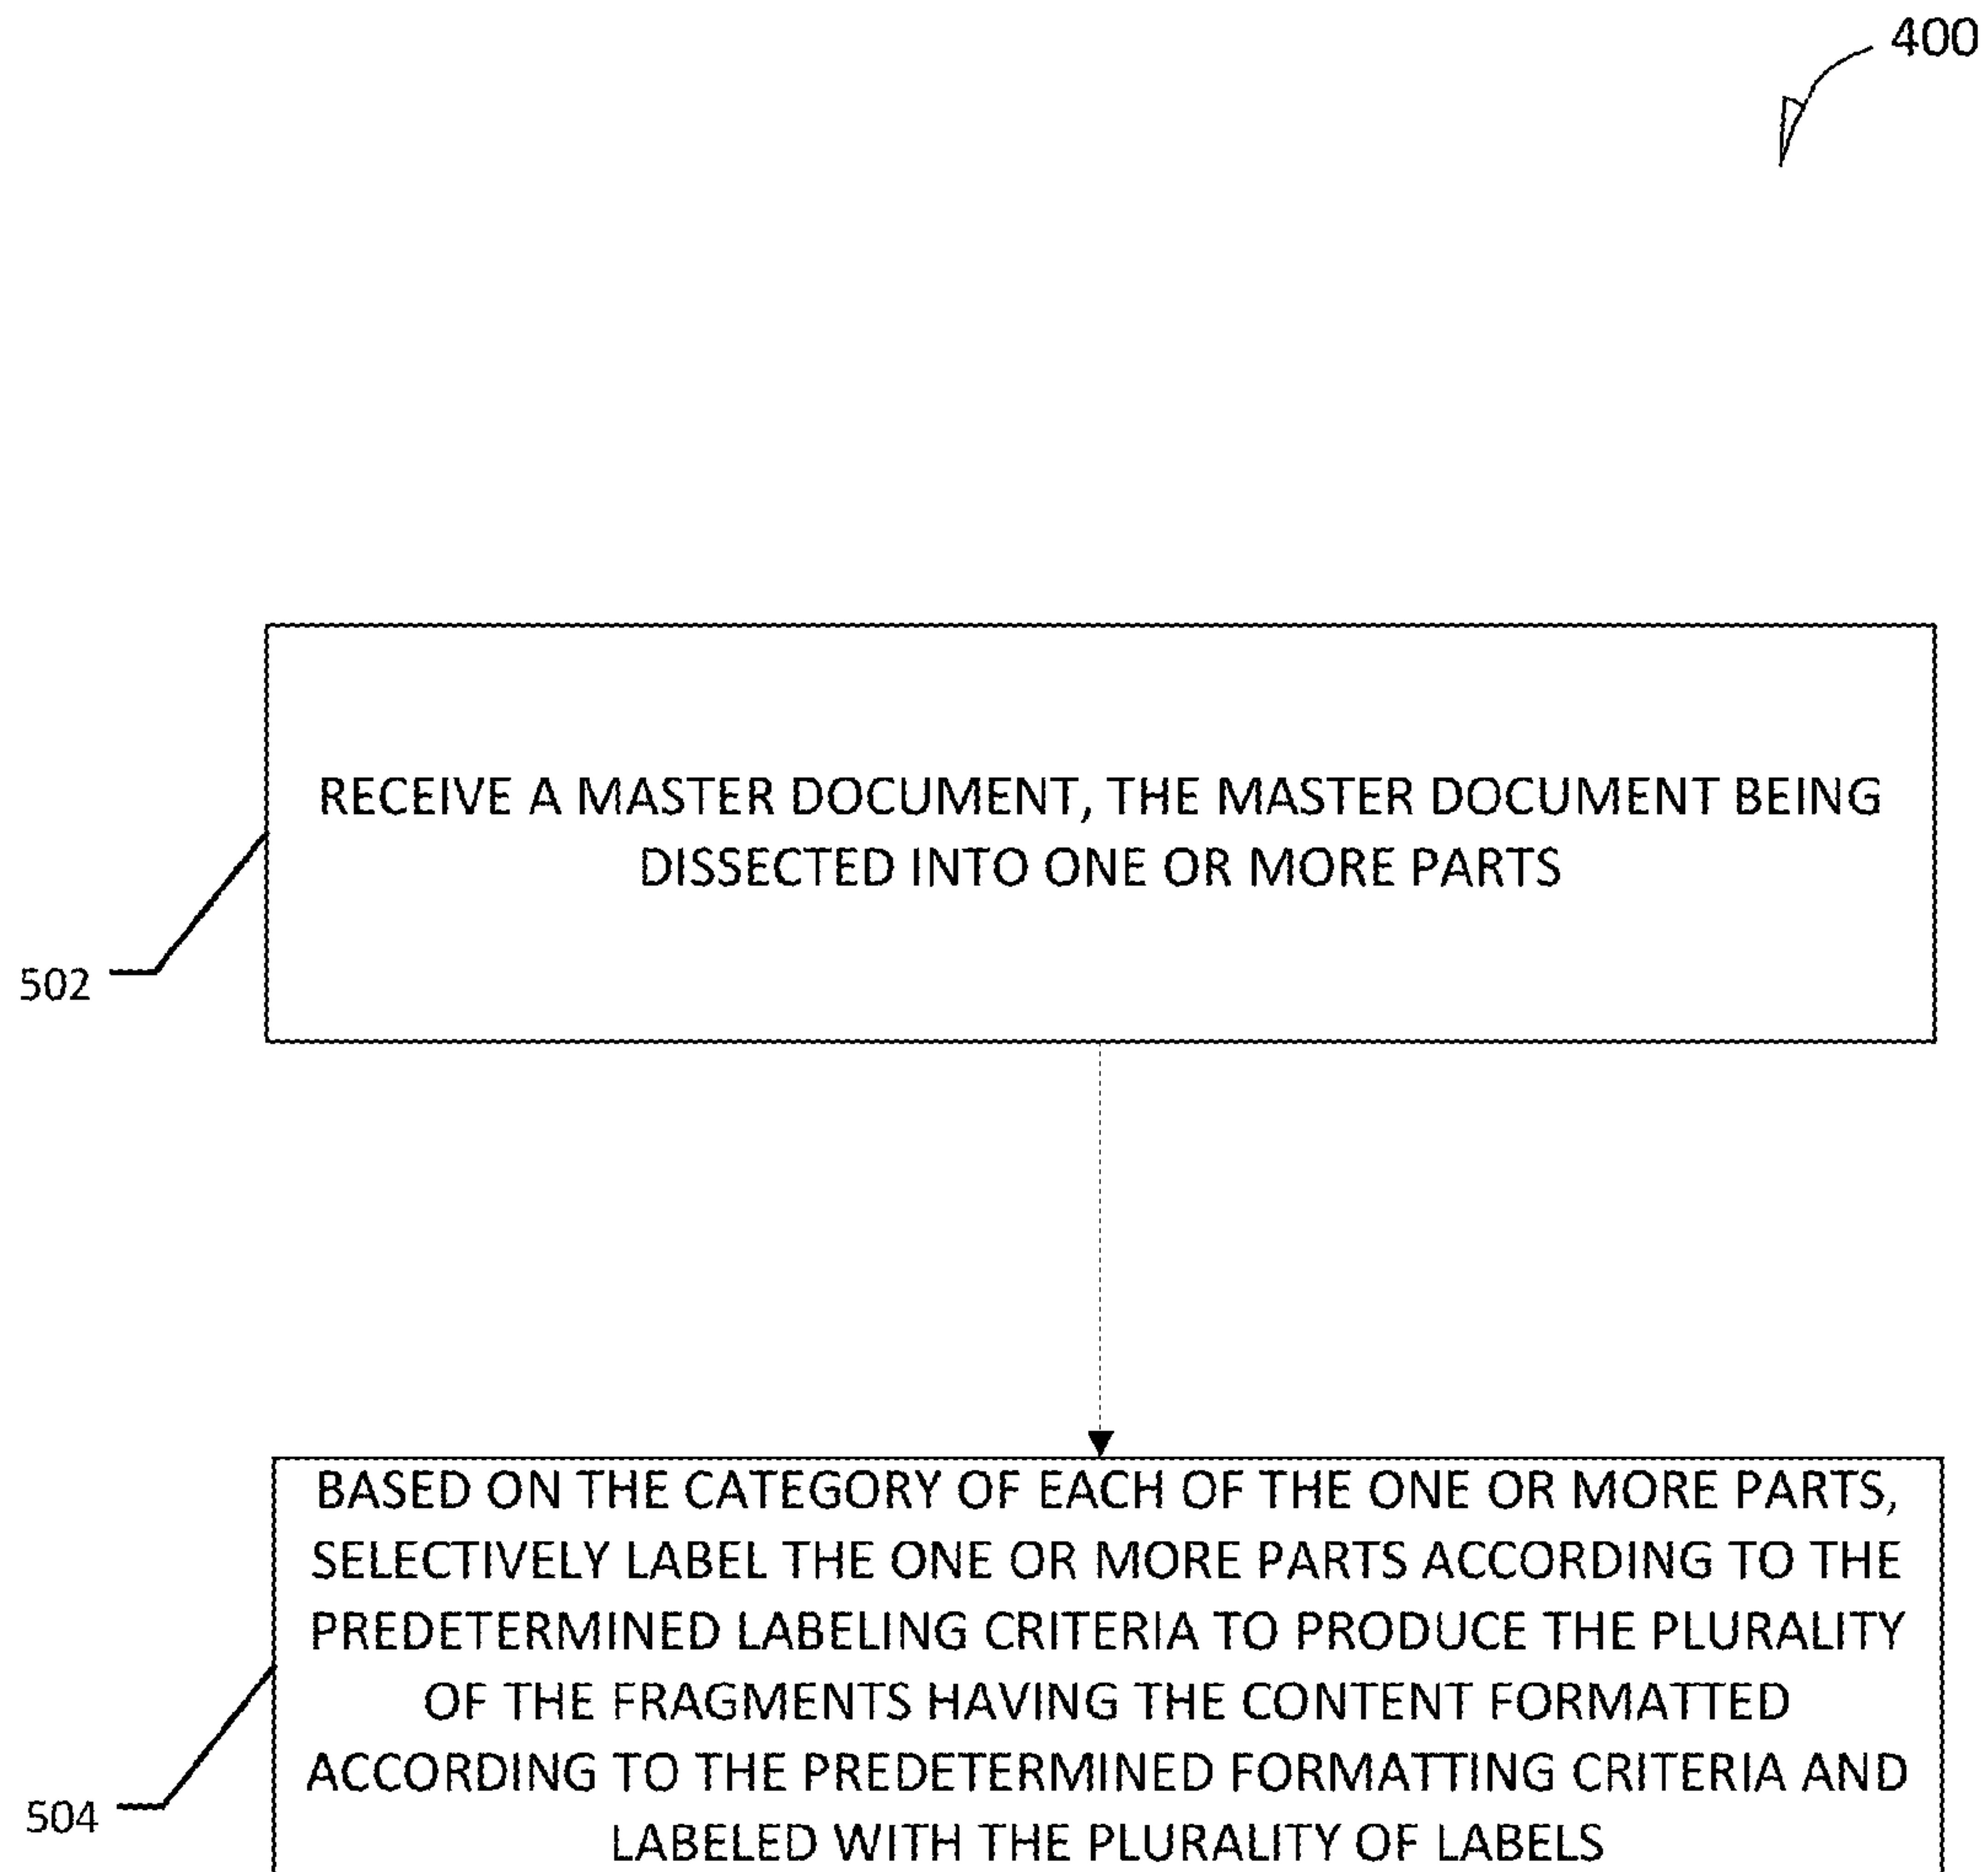 400
RECEIVE A MASTER DOCUMENT, THE MASTER DOCUMENT BEING
DISSECTED INTO ONE OR MORE PARTS
502
BASED ON THE CATEGORY OF EACH OF THE ONE OR MORE PARTS,
SELECTIVELY LABEL THE ONE OR MORE PARTS ACCORDING TO THE
PREDETERMINED LABELING CRITERIA TO PRODUCE THE PLURALITY
OF THE FRAGMENTS HAVING THE CONTENT FORMATTED
ACCORDING TO THE PREDETERMINED FORMATTING CRITERIA AND
LABELED WITH THE PLURALITY OF LABELS
504